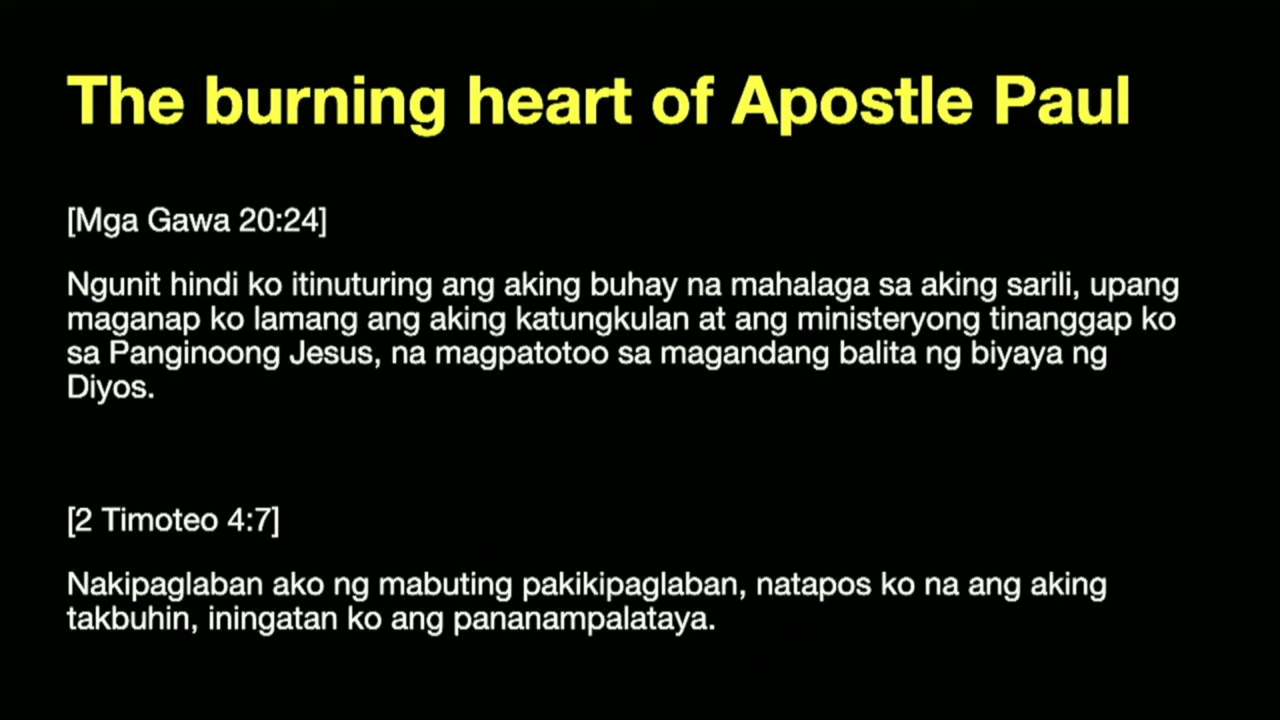 The burning heart of Apostle Paul
[Mga Gawa 20:24]
Ngunit hindi ko itinuturing ang aking buhay na mahalaga sa aking sarili, upang
maganap ko lamang ang aking katungkulan at ang ministeryong tinanggap ko
sa Panginoong Jesus, na magpatotoo sa magandang balita ng biyaya ng
Diyos.
[2 Timoteo 4:7]
Nakipaglaban ako ng mabuting pakikipaglaban, natapos ko na ang aking
takbuhin, iningatan ko ang pananampalataya.